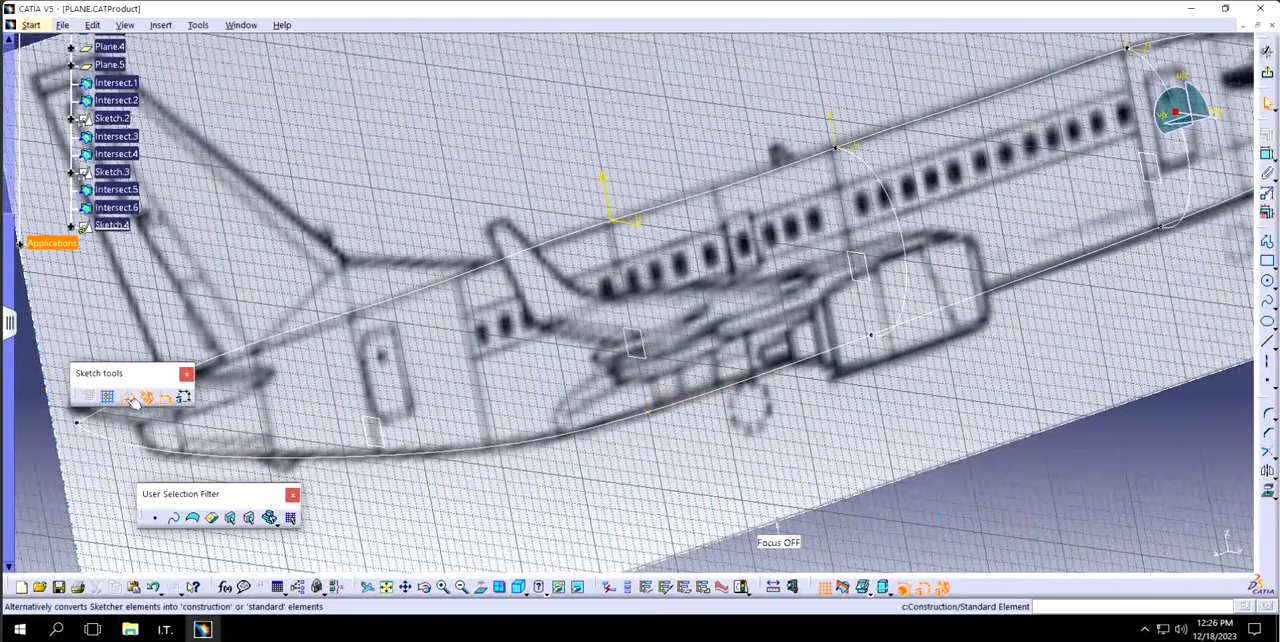 CATIA V5 - [PLANE.CATProduct]
Start File Edit View Insert Tools Window Help
Plane.4
Plane.5
Intersect.1
Intersect.2
Sketch.2
Intersect.3
Intersect.4
Sketch.3
Intersect.5
Intersect.6
Sketch.4
Applications
Sketch tools
User Selection Filter
Focus OFF
Alternatively converts Sketcher elements into 'construction' or 'standard' elements
c:Construction/Standard Element
CATIA
I.T.
12:26 PM
12/18/2023